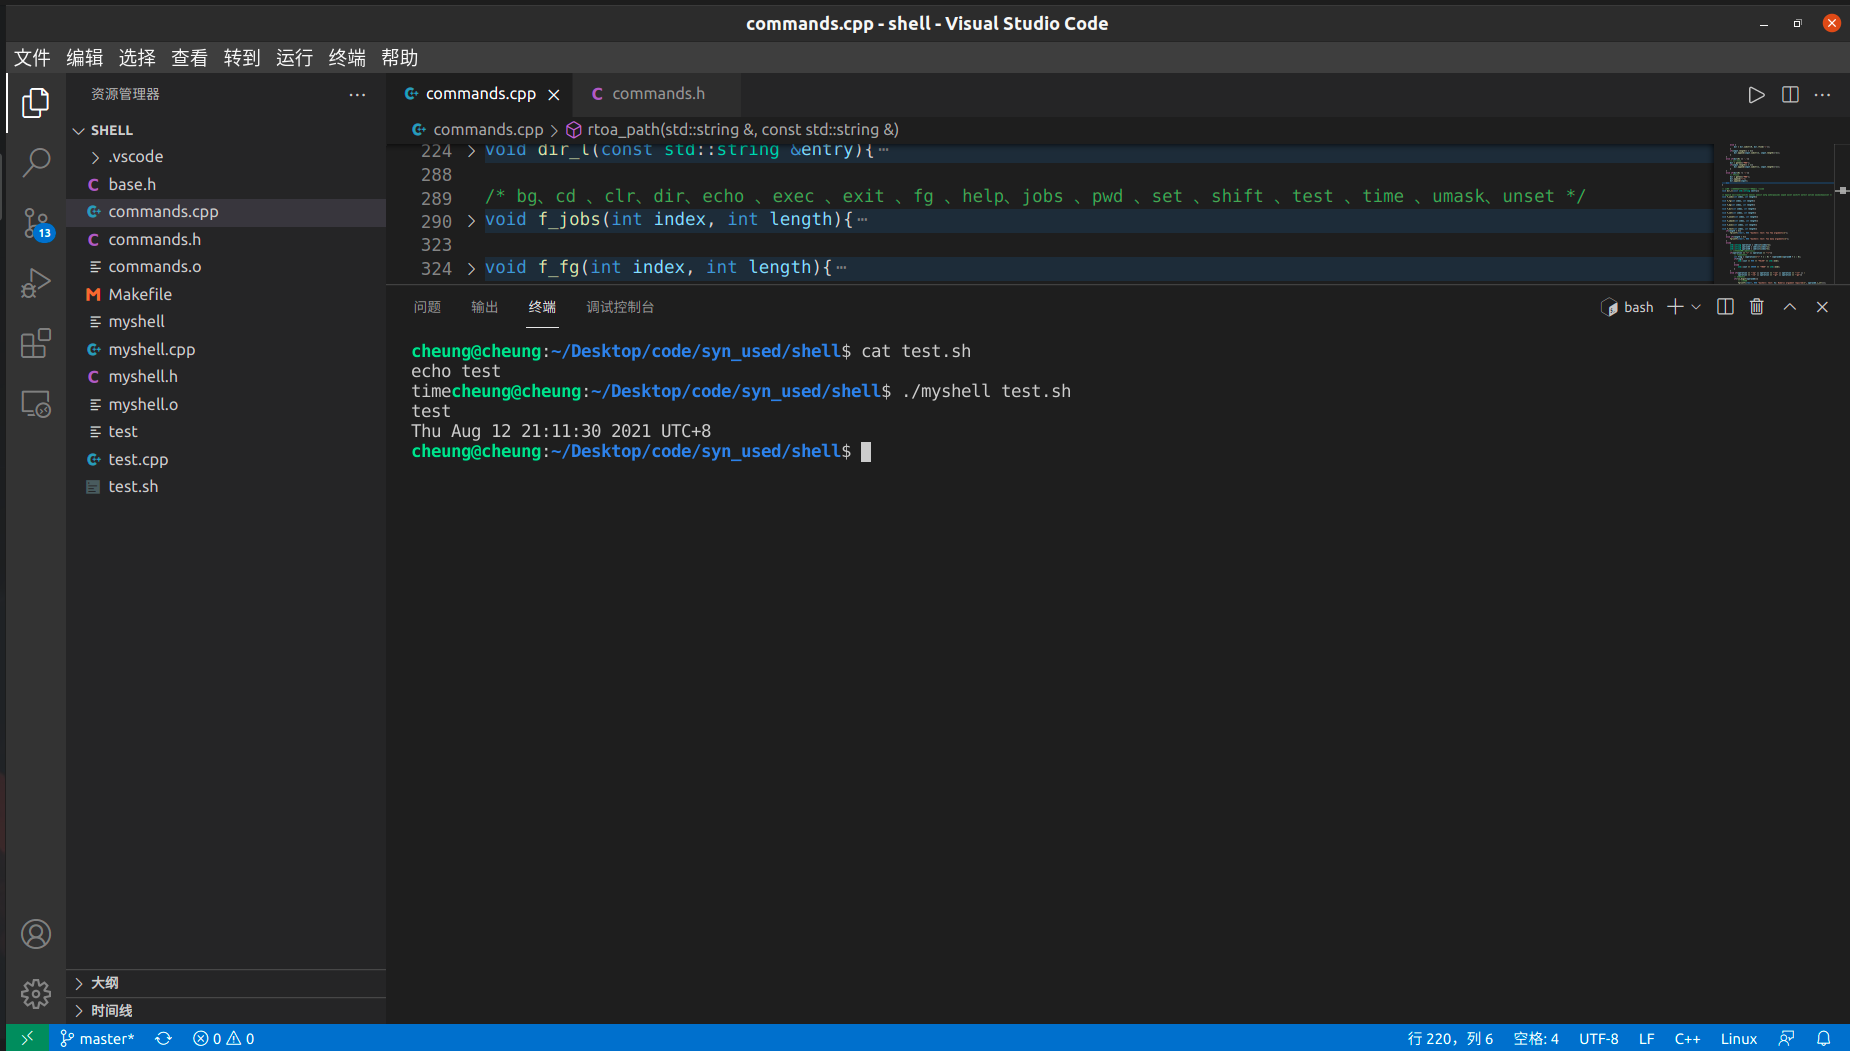 commands.cpp - shell - Visual Studio Code
文件 编辑 选择 查看 转到 运行 终端 帮助
资源管理器
SHELL
.vscode
base.h
commands.cpp
commands.h
commands.o
Makefile
myshell
myshell.cpp
myshell.h
myshell.o
test
test.cpp
test.sh
大纲
时间线
13
commands.cpp commands.h
commands.cpp > rtoa_path(std::string &, const std::string &)
224 void dir_l(const std::string &entry){…
288
289 /* bg、cd 、clr、dir、echo 、exec 、exit 、fg 、help、jobs 、pwd 、set 、shift 、test 、time 、umask、unset */
290 void f_jobs(int index, int length){…
323
324 void f_fg(int index, int length){…
问题 输出 终端 调试控制台 bash
cheung@cheung:~/Desktop/code/syn_used/shell$ cat test.sh
echo test
timecheung@cheung:~/Desktop/code/syn_used/shell$ ./myshell test.sh
test
Thu Aug 12 21:11:30 2021 UTC+8
cheung@cheung:~/Desktop/code/syn_used/shell$
master* 0 0 行 220，列 6 空格: 4 UTF-8 LF C++ Linux